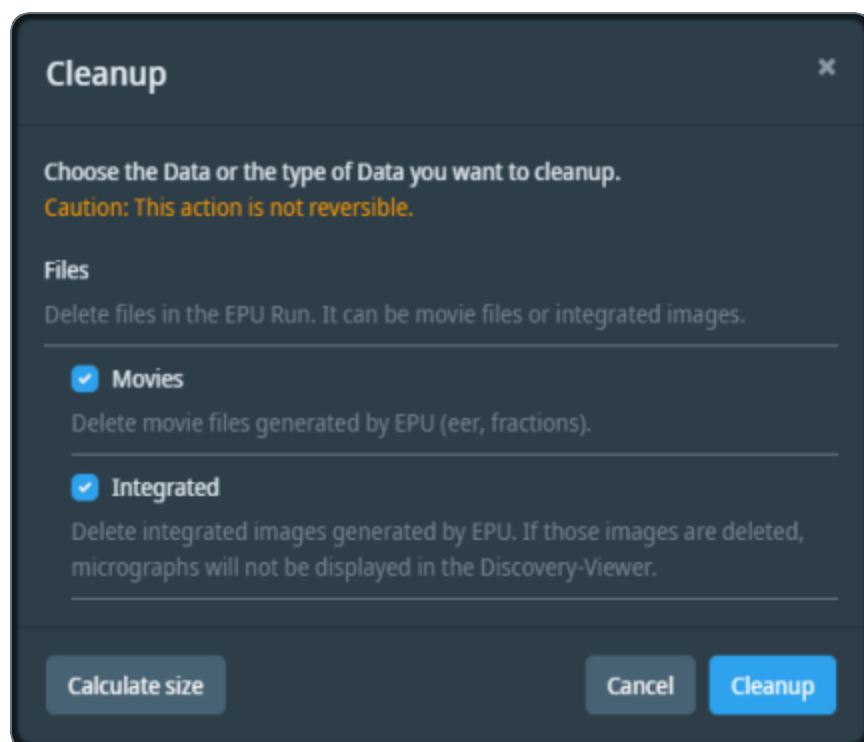 Cleanup
Choose the Data or the type of Data you want to cleanup.
Caution: This action is not reversible.
Files
Delete files in the EPU Run. It can be movie files or integrated images.
Movies
Delete movie files generated by EPU (eer, fractions).
Integrated
Delete integrated images generated by EPU. If those images are deleted,
micrographs will not be displayed in the Discovery-Viewer.
Calculate size Cancel Cleanup